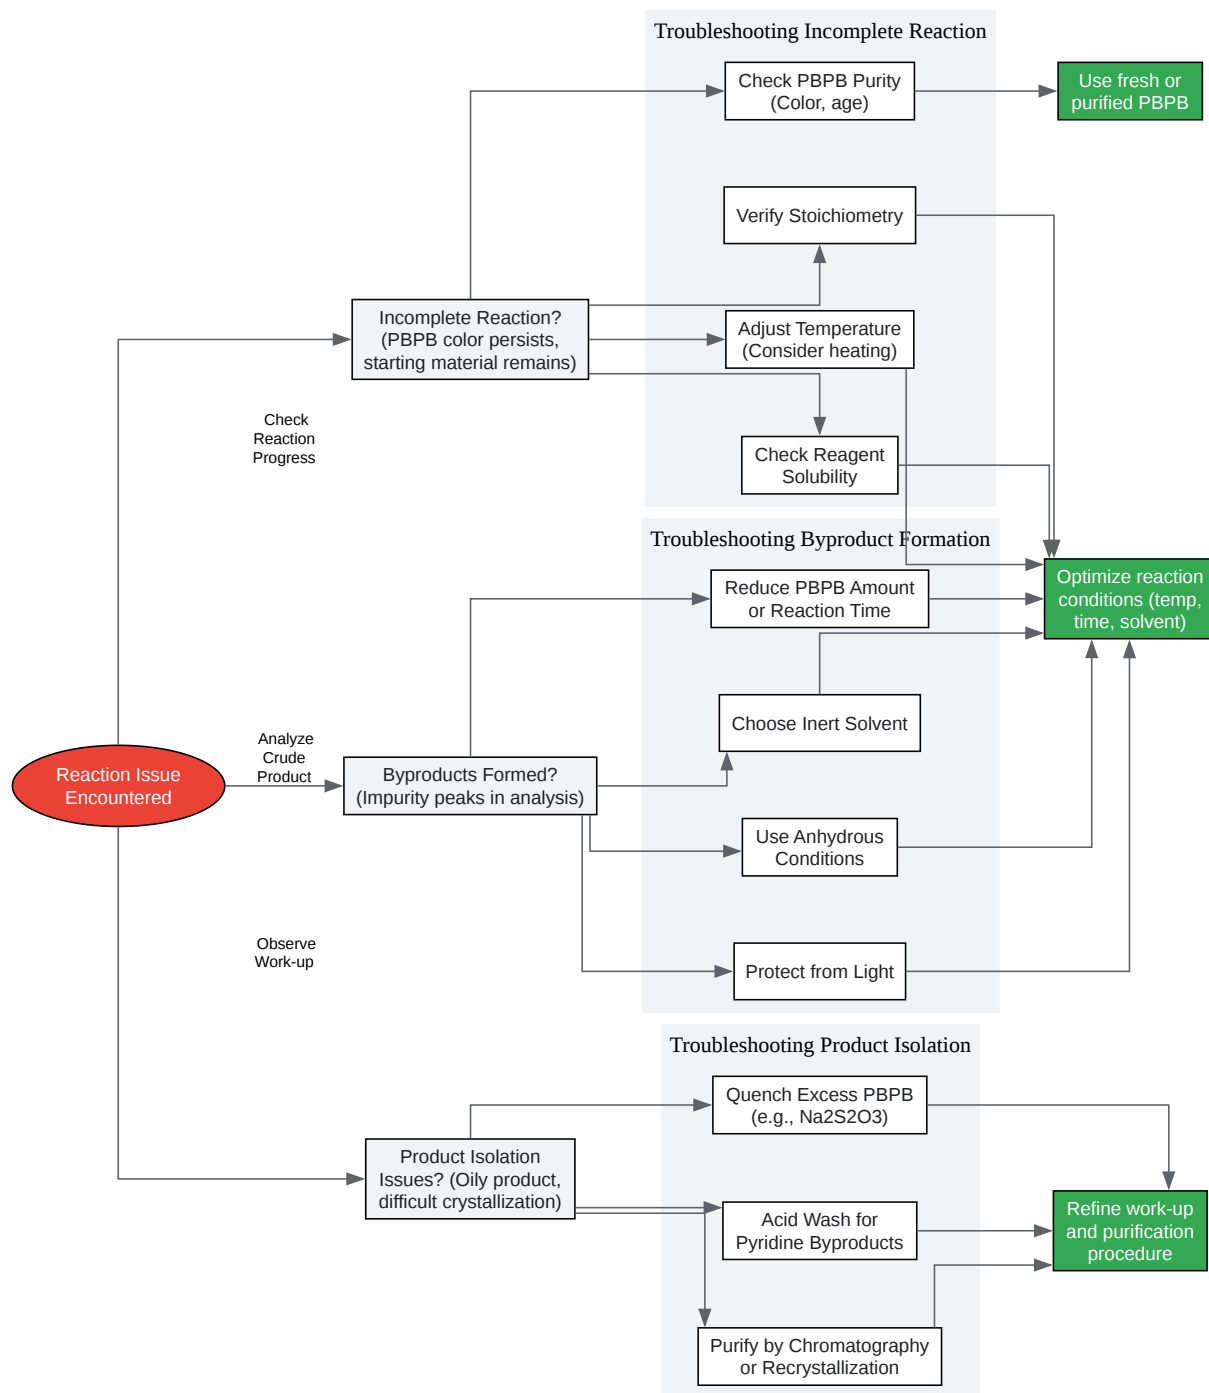 Troubleshooting Incomplete Reaction
Check PBPB Purity
(Color, age)
Use fresh or
purified PBPB
Verify Stoichiometry
Incomplete Reaction?
(PBPB color persists,
starting material remains)
Adjust Temperature
(Consider heating)
Check
Reaction
Progress
Check Reagent
Solubility
Troubleshooting Byproduct Formation
Reduce PBPB Amount
or Reaction Time
Optimize reaction
conditions (temp,
time, solvent)
Choose Inert Solvent
Analyze
Crude
Product
Reaction Issue
Encountered
Byproducts Formed?
(Impurity peaks in analysis)
Use Anhydrous
Conditions
Observe
Work-up
Protect from Light
Troubleshooting Product Isolation
Quench Excess PBPB
(e.g., Na2S2O3)
Product Isolation
Issues? (Oily product,
difficult crystallization)
Acid Wash for
Pyridine Byproducts
Refine work-up
and purification
procedure
Purify by Chromatography
or Recrystallization